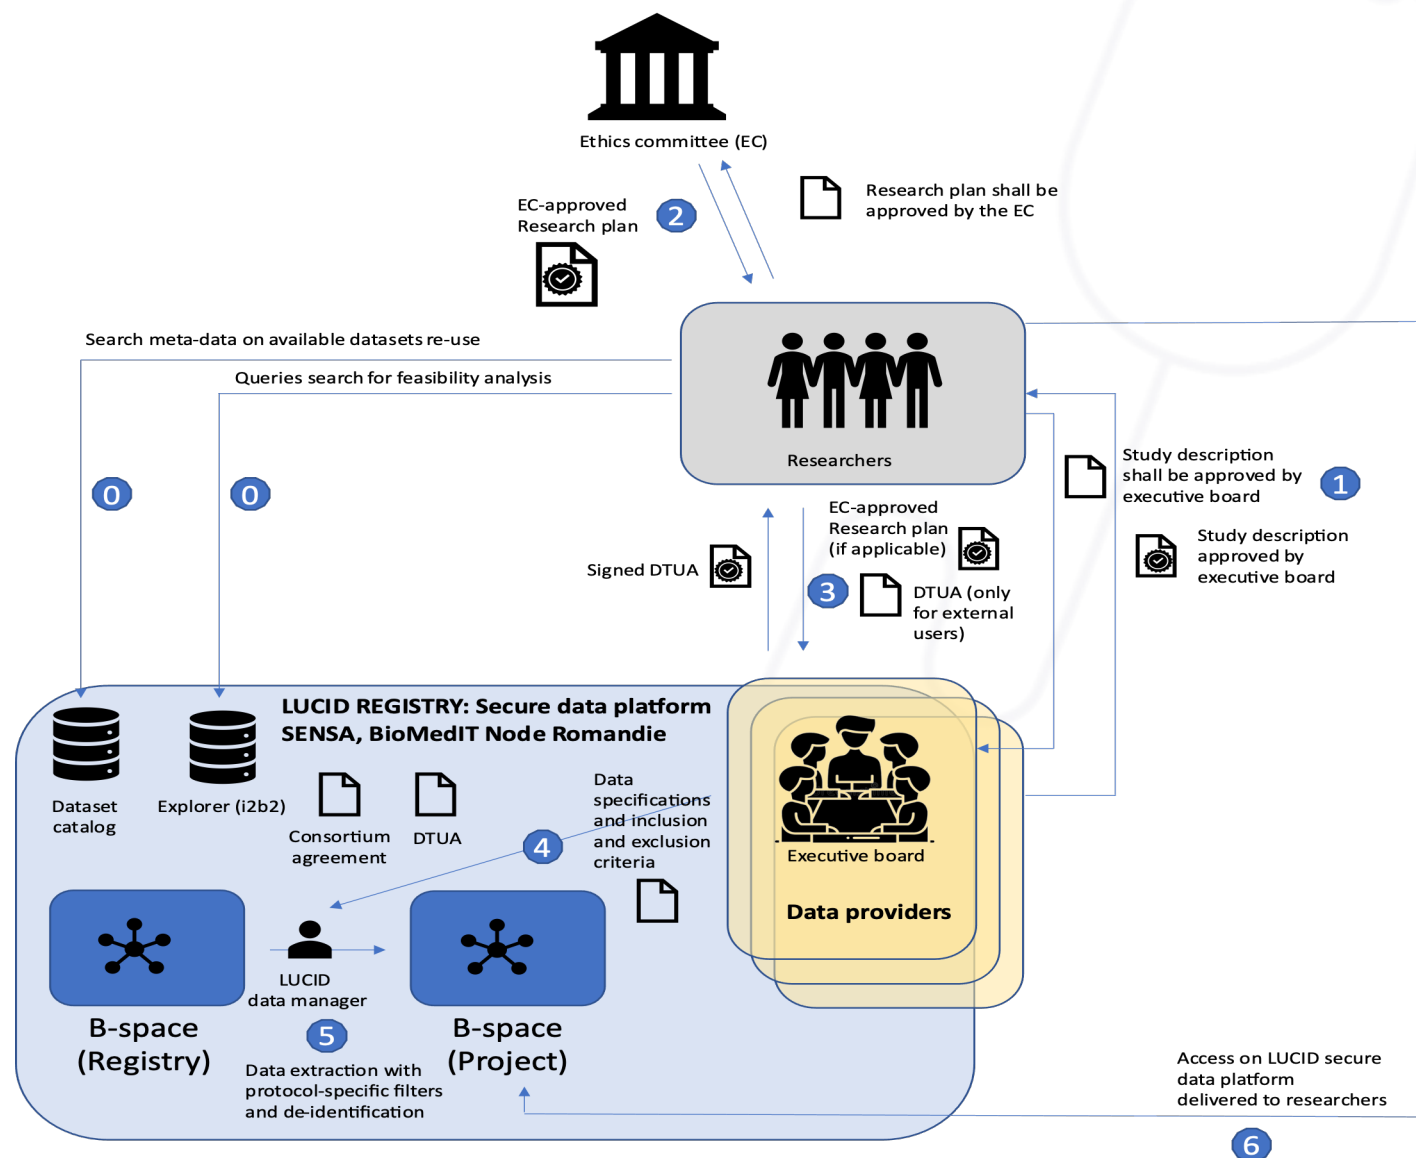 Ethics committee (EC)
EC-approved
Research plan
2
Research plan shall be
approved by the EC
Search meta-data on available datasets re-use
Queries search for feasibility analysis
Researchers
0
0
Study description
shall be approved by
executive board
1
Study description
approved by
executive board
EC-approved
Research plan
(if applicable)
Signed DTUA
3
DTUA (only
for external
users)
LUCID REGISTRY: Secure data platform
SENSA, BioMedIT Node Romandie
Dataset
catalog
Explorer (i2b2)
Consortium
agreement
DTUA
Data
specifications
and inclusion
and exclusion
criteria
4
Executive board
Data providers
LUCID
data manager
B-space
(Registry)
5
B-space
(Project)
Data extraction with
protocol-specific filters
and de-identification
Access on LUCID secure
data platform
delivered to researchers
6